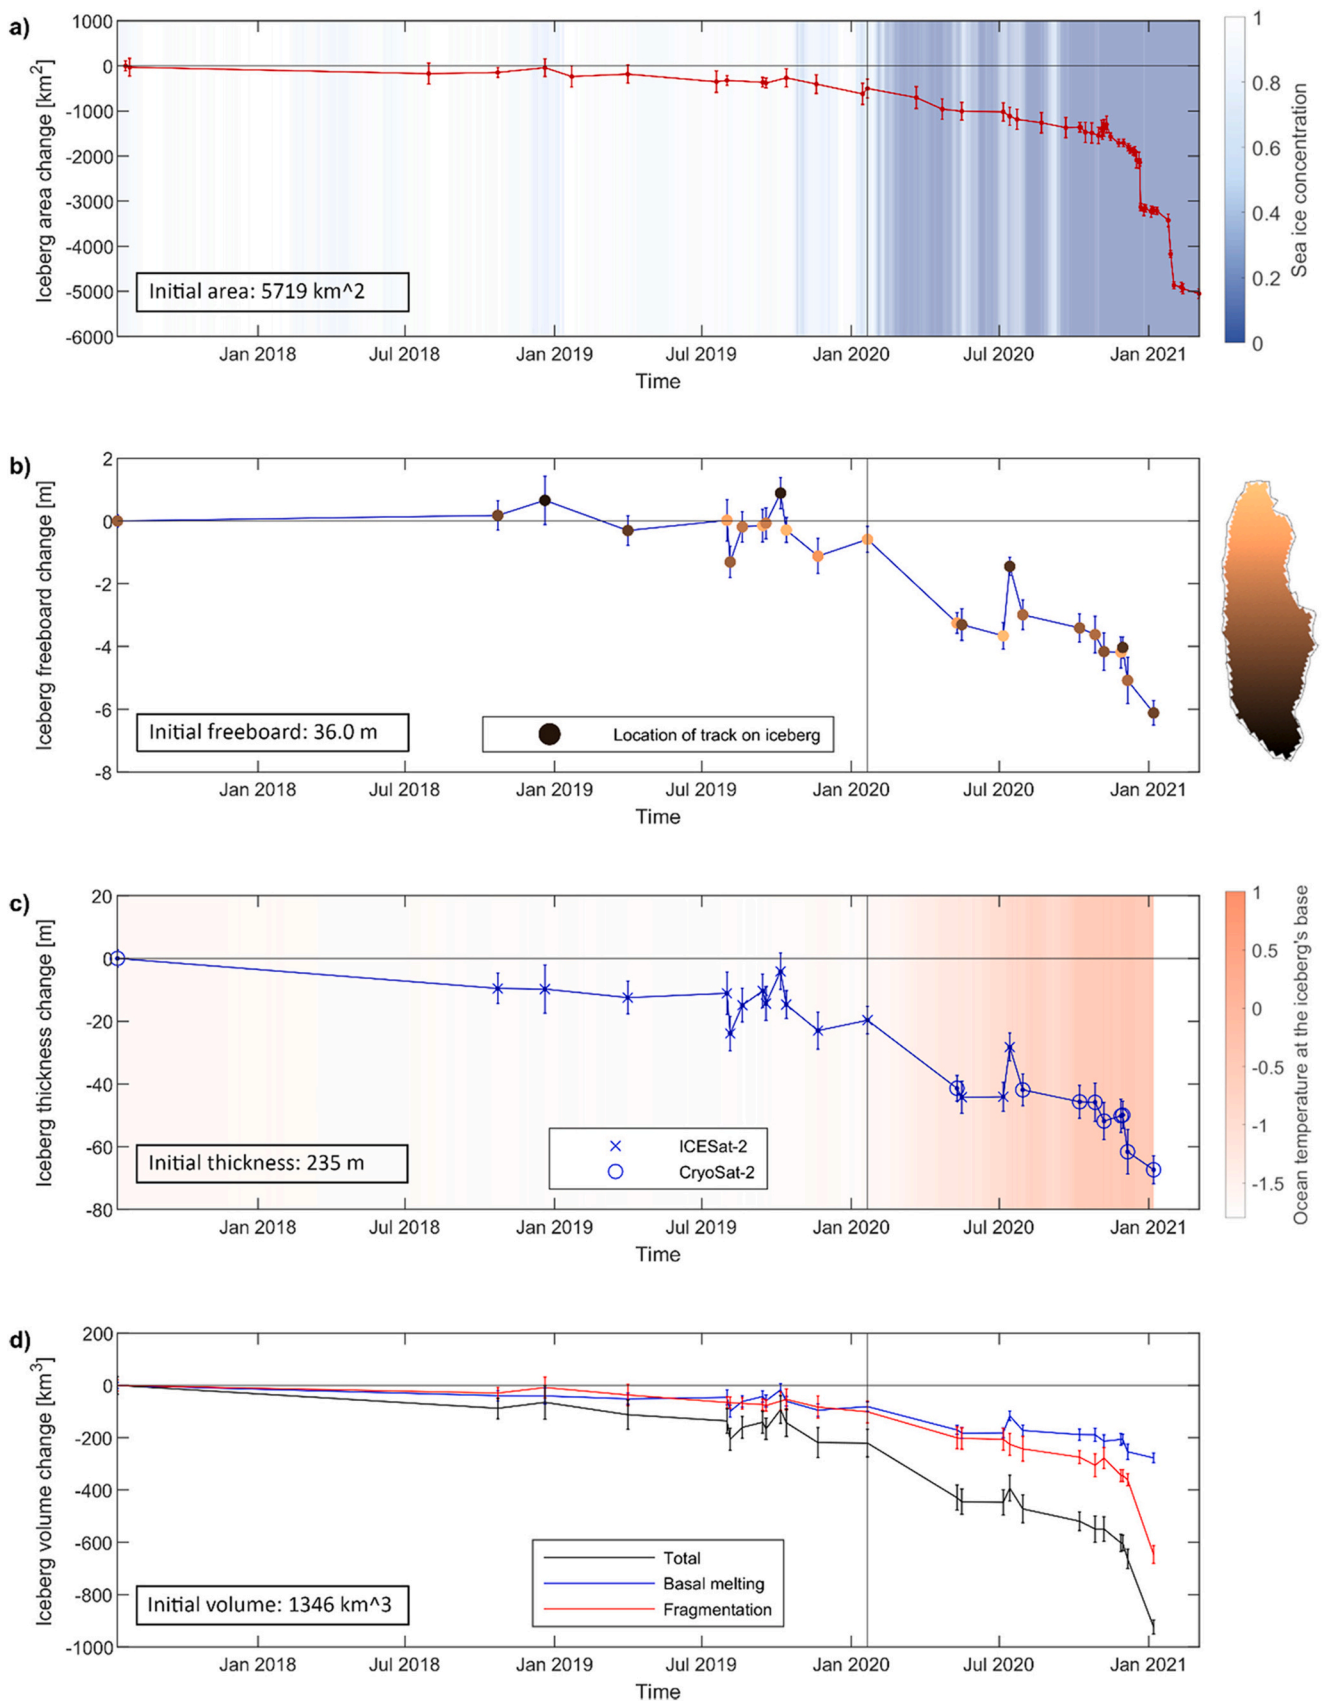 a)
Iceberg area change [km²]
1000
0
-1000
-2000
-3000
-4000
-5000
-6000
Initial area: 5719 km^2
Jan 2018
Jul 2018
Jan 2019
Jul 2019
Jan 2020
Jul 2020
Jan 2021
Time
1
0.8
0.6
0.4
0.2
0
Sea ice concentration
b)
Iceberg freeboard change [m]
2
0
-2
-4
-6
-8
Initial freeboard: 36.0 m
Location of track on iceberg
Jan 2018
Jul 2018
Jan 2019
Jul 2019
Jan 2020
Jul 2020
Jan 2021
Time
c)
Iceberg thickness change [m]
20
0
-20
-40
-60
-80
Initial thickness: 235 m
ICESat-2
CryoSat-2
Jan 2018
Jul 2018
Jan 2019
Jul 2019
Jan 2020
Jul 2020
Jan 2021
Time
1
0.5
0
-0.5
-1
-1.5
Ocean temperature at the iceberg's base
d)
Iceberg volume change [km³]
200
0
-200
-400
-600
-800
-1000
Initial volume: 1346 km^3
Total
Basal melting
Fragmentation
Jan 2018
Jul 2018
Jan 2019
Jul 2019
Jan 2020
Jul 2020
Jan 2021
Time